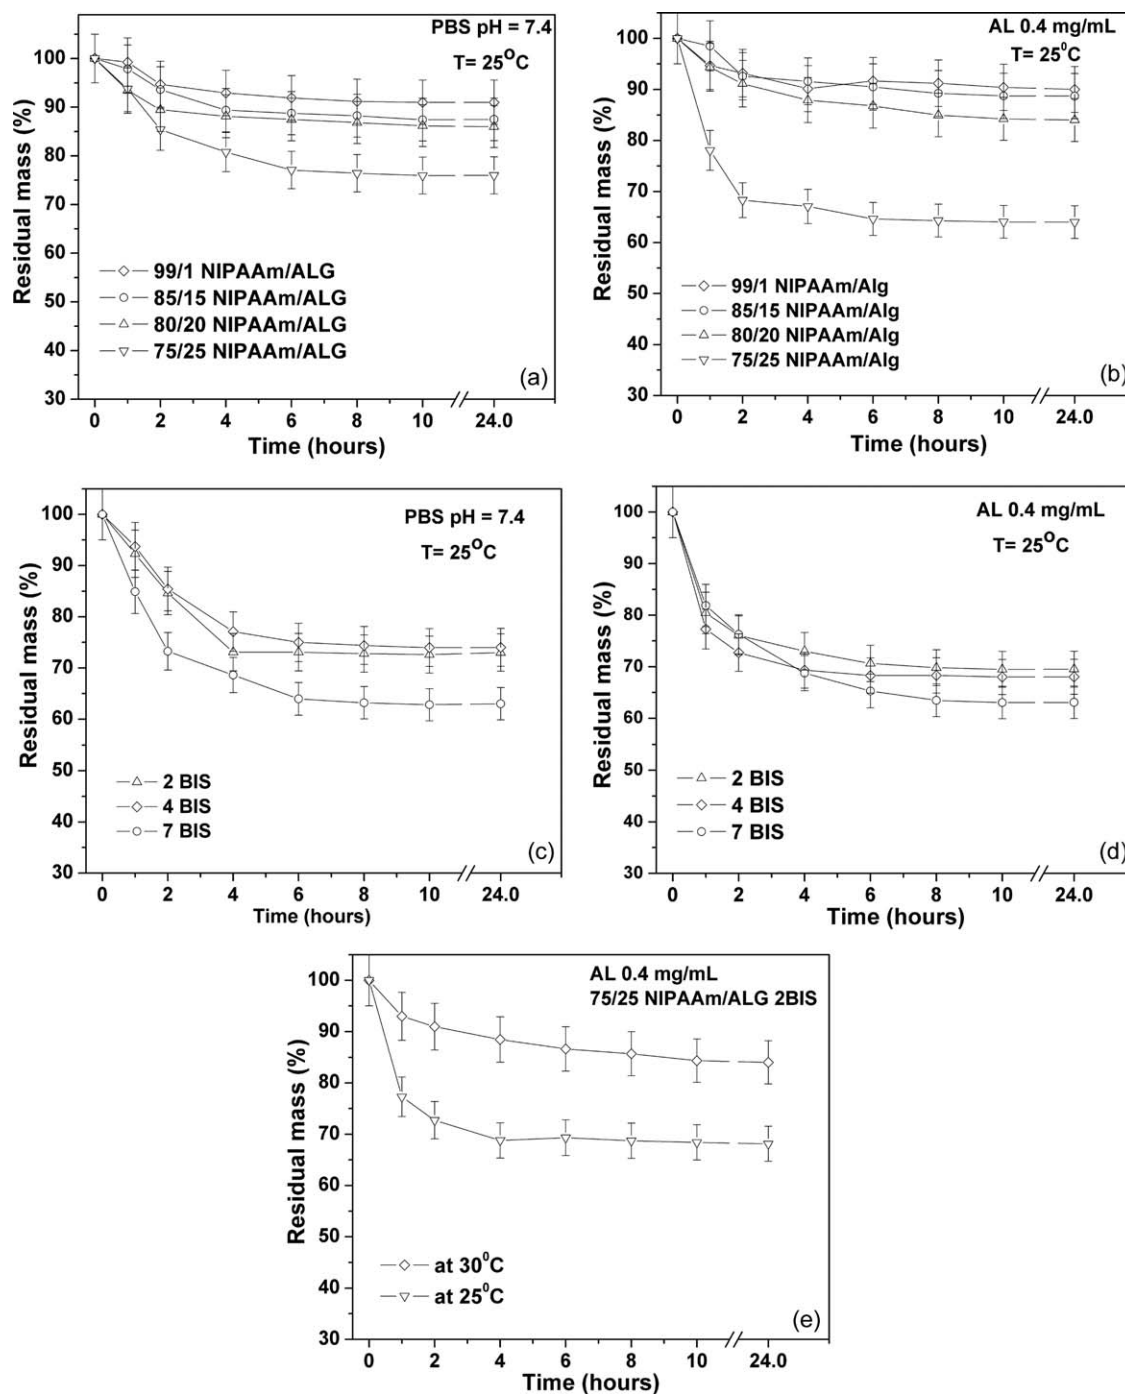 PBS pH = 7.4
T= 25°C
Residual mass (%)
100
90
80
70
60
50
40
30
99/1 NIPAAm/ALG
85/15 NIPAAm/ALG
80/20 NIPAAm/ALG
75/25 NIPAAm/ALG
(a)
0 2 4 6 8 10 24.0
Time (hours)
AL 0.4 mg/mL
T= 25⁰C
Residual mass (%)
100
90
80
70
60
50
40
30
99/1 NIPAAm/Alg
85/15 NIPAAm/Alg
80/20 NIPAAm/Alg
75/25 NIPAAm/Alg
(b)
0 2 4 6 8 10 24.0
Time (hours)
PBS pH = 7.4
T= 25°C
Residual mass (%)
100
90
80
70
60
50
40
30
2 BIS
4 BIS
7 BIS
(c)
0 2 4 6 8 10 24.0
Time (hours)
AL 0.4 mg/mL
T= 25°C
Residual mass (%)
100
90
80
70
60
50
40
30
2 BIS
4 BIS
7 BIS
(d)
0 2 4 6 8 10 24.0
Time (hours)
AL 0.4 mg/mL
75/25 NIPAAm/ALG 2BIS
Residual mass (%)
100
90
80
70
60
50
40
30
at 30⁰C
at 25⁰C
(e)
0 2 4 6 8 10 24.0
Time (hours)